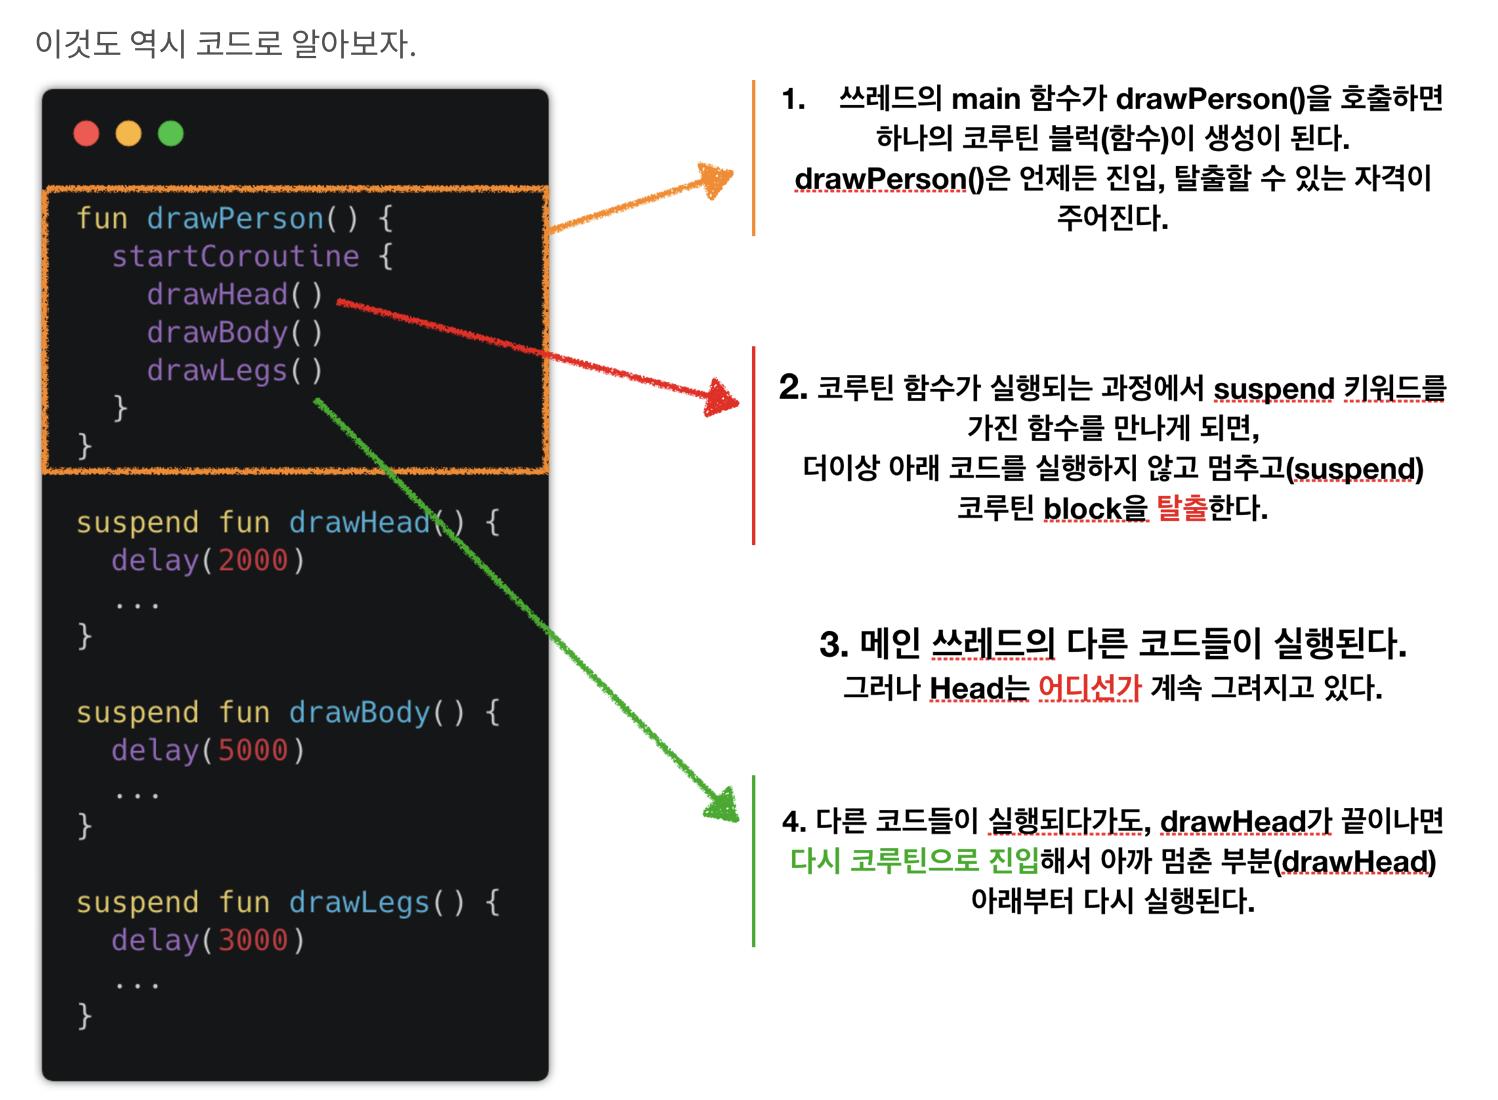 이것도 역시 코드로 알아보자.
fun drawPerson() {
  startCoroutine {
    drawHead()
    drawBody()
    drawLegs()
  }
}
suspend fun drawHead() {
  delay(2000)
  ...
}
suspend fun drawBody() {
  delay(5000)
  ...
}
suspend fun drawLegs() {
  delay(3000)
  ...
}
1. 쓰레드의 main 함수가 drawPerson()을 호출하면
하나의 코루틴 블럭(함수)이 생성이 된다.
drawPerson()은 언제든 진입, 탈출할 수 있는 자격이
주어진다.
2. 코루틴 함수가 실행되는 과정에서 suspend 키워드를
가진 함수를 만나게 되면,
더이상 아래 코드를 실행하지 않고 멈추고(suspend)
코루틴 block을 탈출한다.
3. 메인 쓰레드의 다른 코드들이 실행된다.
그러나 Head는 어디선가 계속 그려지고 있다.
4. 다른 코드들이 실행되다가도, drawHead가 끝이나면
다시 코루틴으로 진입해서 아까 멈춘 부분(drawHead)
아래부터 다시 실행된다.